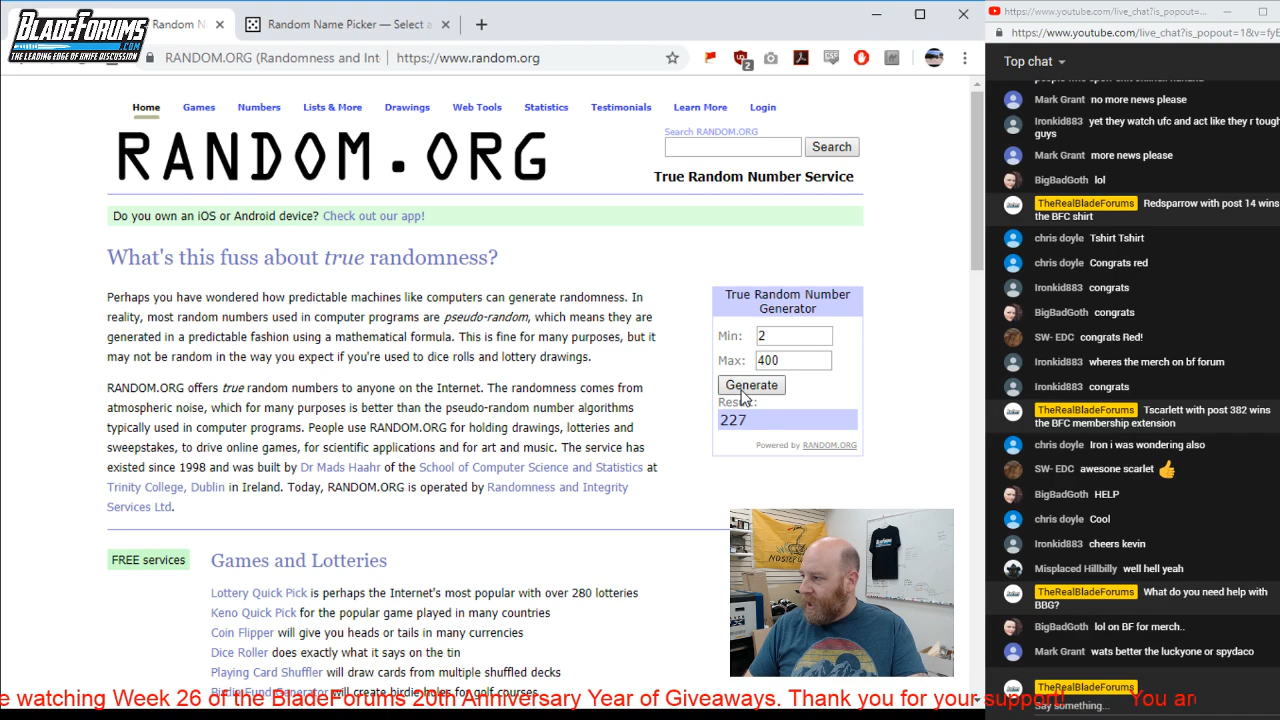 BLADEFORUMS
.COM
THE LEADING EDGE OF KNIFE DISCUSSION
Random N
Random Name Picker — Select a
RANDOM.ORG (Randomness and Int
https://www.random.org
2
Home Games Numbers Lists & More Drawings Web Tools Statistics Testimonials Learn More Login
RANDOM.ORG
Search RANDOM.ORG
Search
True Random Number Service
Do you own an iOS or Android device? Check out our app!
What's this fuss about true randomness?
Perhaps you have wondered how predictable machines like computers can generate randomness. In
reality, most random numbers used in computer programs are pseudo-random, which means they are
generated in a predictable fashion using a mathematical formula. This is fine for many purposes, but it
may not be random in the way you expect if you're used to dice rolls and lottery drawings.
RANDOM.ORG offers true random numbers to anyone on the Internet. The randomness comes from
atmospheric noise, which for many purposes is better than the pseudo-random number algorithms
typically used in computer programs. People use RANDOM.ORG for holding drawings, lotteries and
sweepstakes, to drive online games, for scientific applications and for art and music. The service has
existed since 1998 and was built by Dr Mads Haahr of the School of Computer Science and Statistics at
Trinity College, Dublin in Ireland. Today, RANDOM.ORG is operated by Randomness and Integrity
Services Ltd.
True Random Number
Generator
Min: 2
Max: 400
Generate
Result:
227
Powered by RANDOM.ORG
FREE services
Games and Lotteries
Lottery Quick Pick is perhaps the Internet's most popular with over 280 lotteries
Keno Quick Pick for the popular game played in many countries
Coin Flipper will give you heads or tails in many currencies
Dice Roller does exactly what it says on the tin
Playing Card Shuffler will draw cards from multiple shuffled decks
Birdie Fund Generator will create birdie holes for golf courses
BLADEFORUMS
e watching Week 26 of the BladeForums 20th Anniversary Year of Giveaways. Thank you for your support! You ar
https://www.youtube.com/live_chat?is_popout=...
https://www.youtube.com/live_chat?is_popout=1&v=fyE
Top chat
Mark Grant no more news please
Ironkid883 yet they watch ufc and act like they r tough
guys
Mark Grant more news please
BigBadGoth lol
TheRealBladeForums Redsparrow with post 14 wins
the BFC shirt
chris doyle Tshirt Tshirt
chris doyle Congrats red
Ironkid883 congrats
BigBadGoth congrats
SW- EDC congrats Red!
Ironkid883 wheres the merch on bf forum
Ironkid883 congrats
TheRealBladeForums Tscarlett with post 382 wins
the BFC membership extension
chris doyle Iron i was wondering also
SW- EDC awesone scarlet 👍
BigBadGoth HELP
chris doyle Cool
Ironkid883 cheers kevin
Misplaced Hillbilly well hell yeah
TheRealBladeForums What do you need help with
BBG?
BigBadGoth lol on BF for merch..
Mark Grant wats better the luckyone or spydaco
TheRealBladeForums
Say something...